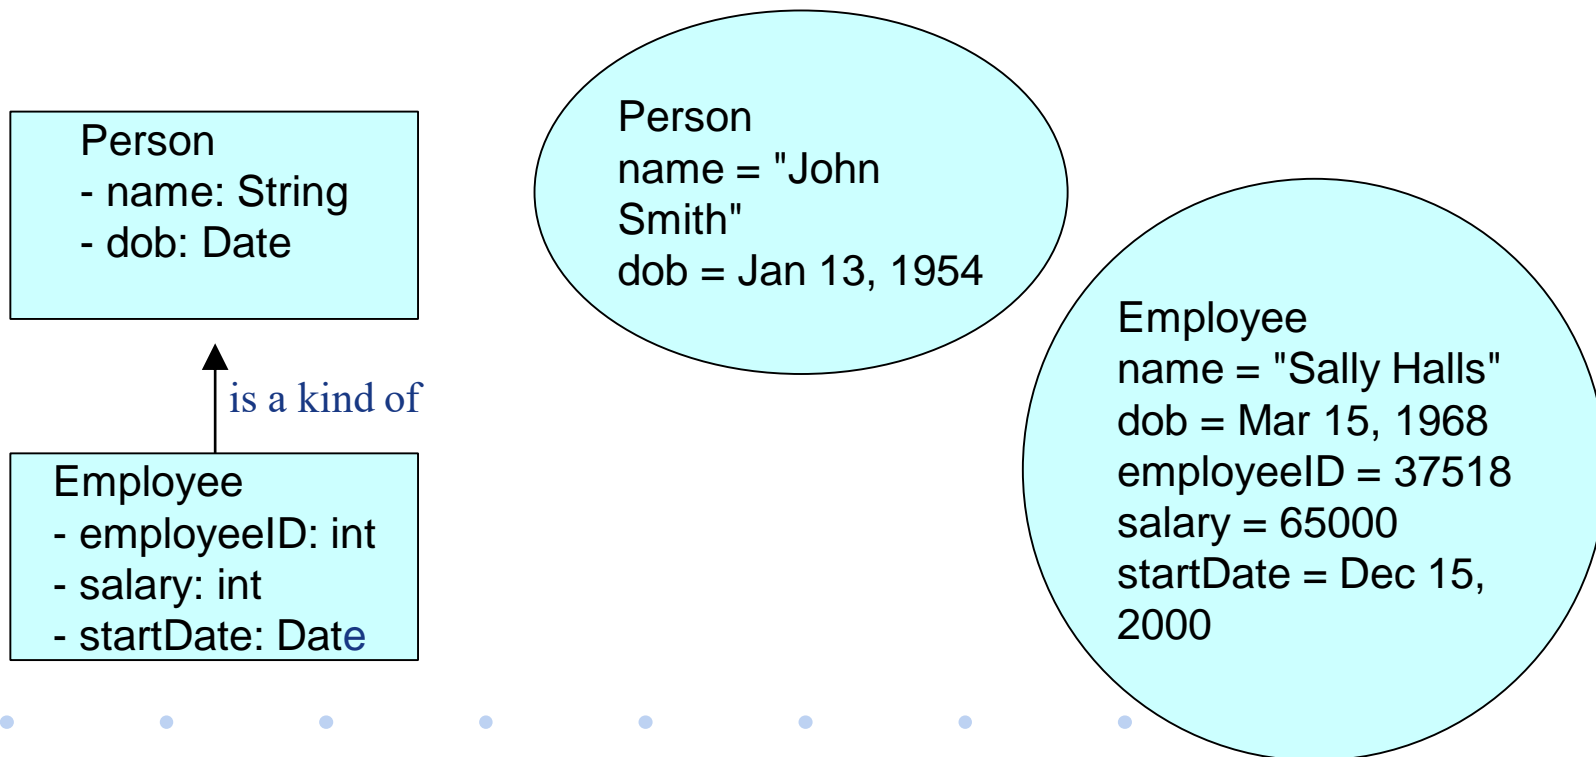 Person
- name: String
- dob: Date
is a kind of
Employee
- employeeID: int
- salary: int
- startDate: Date
Person
name = "John
Smith"
dob = Jan 13, 1954
Employee
name = "Sally Halls"
dob = Mar 15, 1968
employeeID = 37518
salary = 65000
startDate = Dec 15,
2000